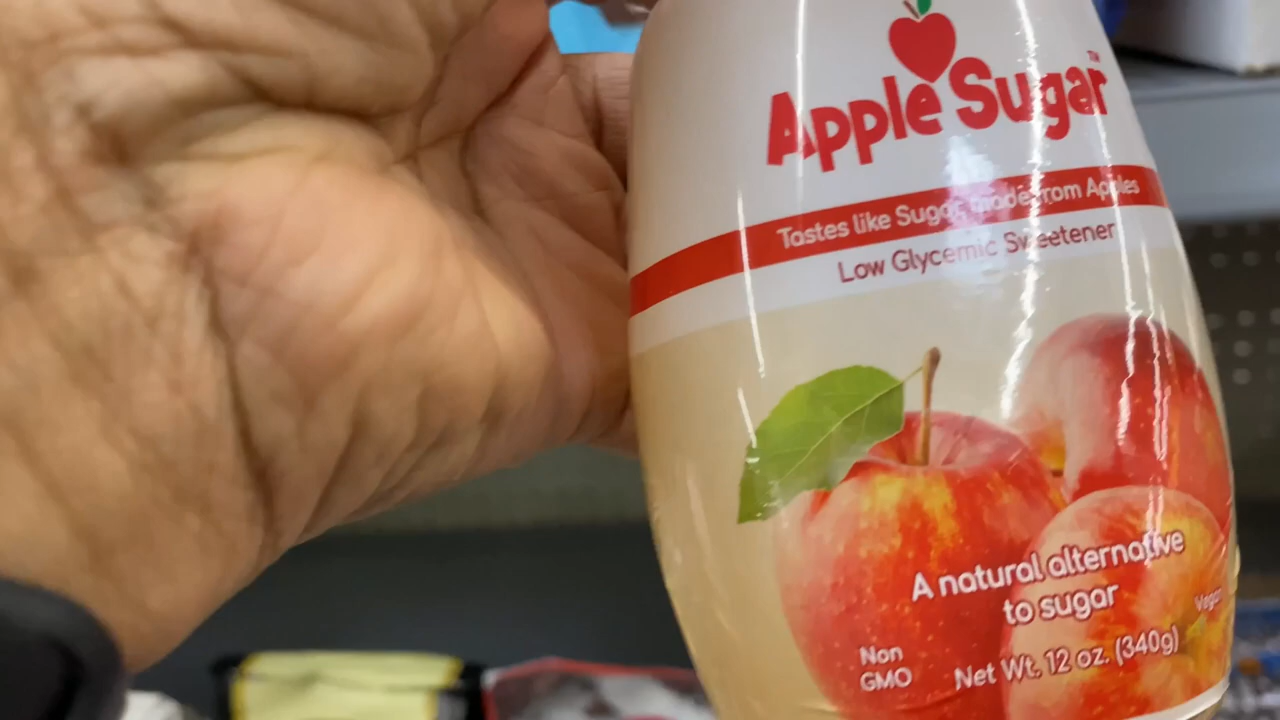 Apple Sugar™
Tastes like Sugar, made from Apples
Low Glycemic Sweetener
A natural alternative
to sugar
Vegan
Non
GMO
Net Wt. 12 oz. (340g)